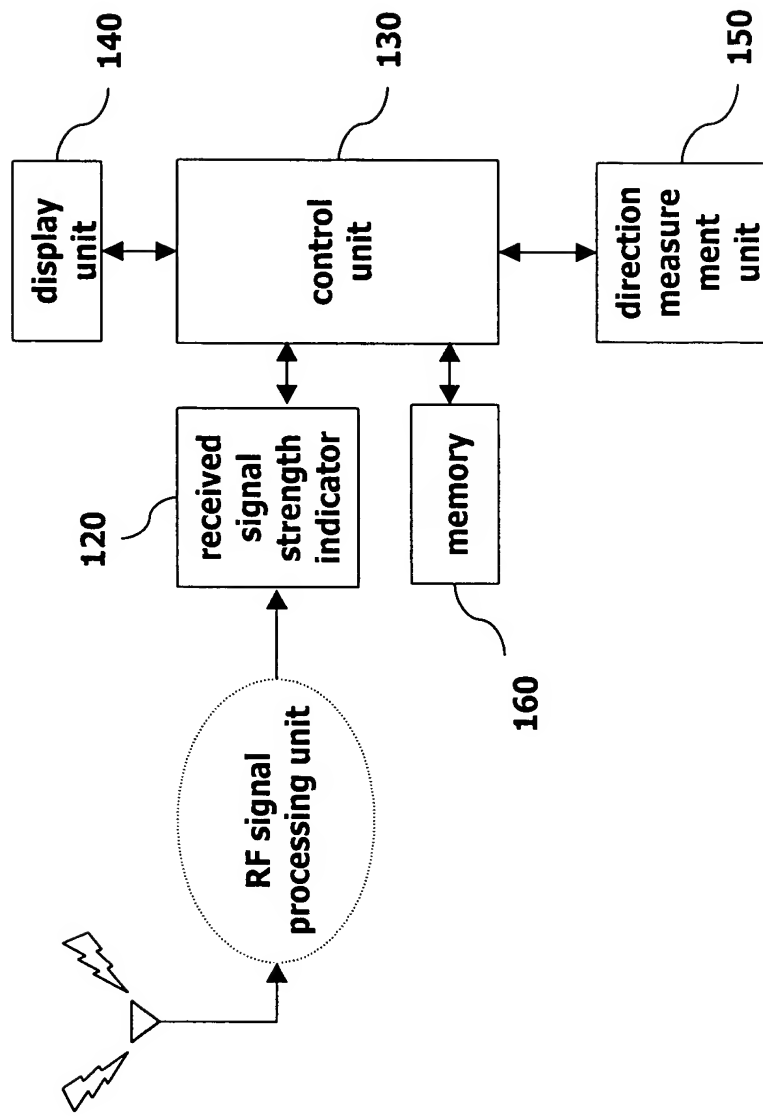 140
display
unit
130
control
unit
150
direction
measure
ment
unit
120
received
signal
strength
indicator
memory
160
RF signal
processing unit